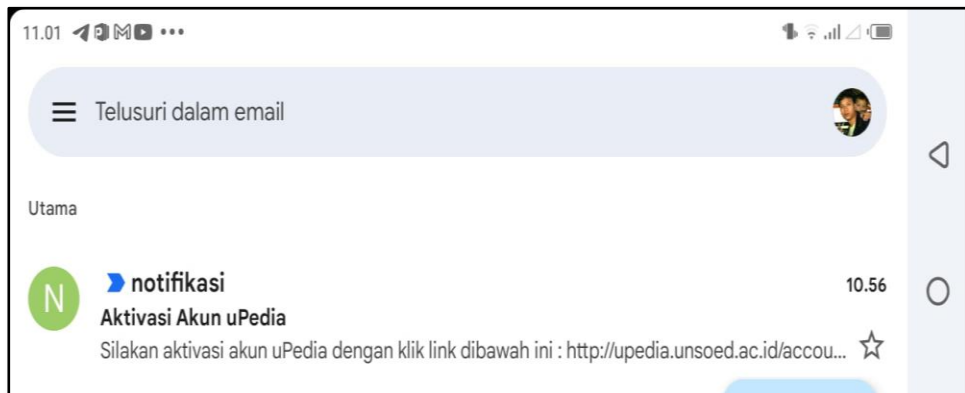 11.01
Telusuri dalam email
Utama
N
notifikasi
10.56
Aktivasi Akun uPedia
Silakan aktivasi akun uPedia dengan klik link dibawah ini : http://upedia.unsoed.ac.id/accou...